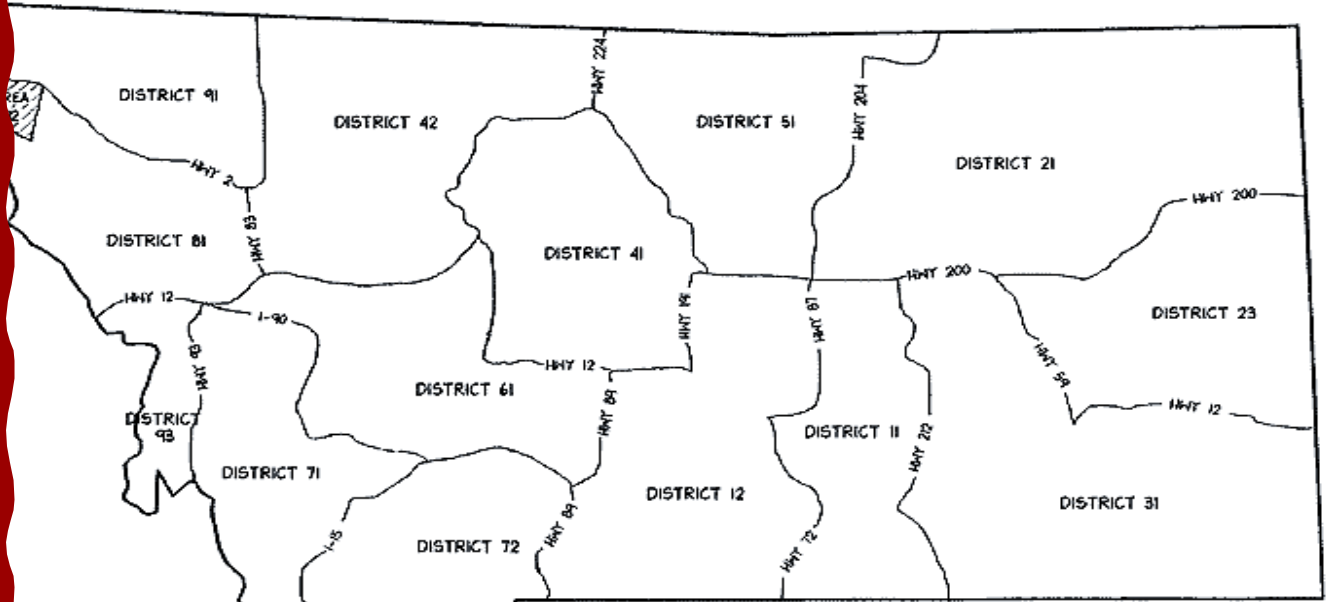 DISTRICT 91
DISTRICT 42
HWY 224
DISTRICT 51
HWY 204
DISTRICT 21
HWY 2
HWY 200
DISTRICT 81
HWY 83
DISTRICT 41
HWY 200
HWY 12
I-90
HWY 191
HWY 87
DISTRICT 23
HWY 93
HWY 12
HWY 59
DISTRICT 61
HWY 89
HWY 12
DISTRICT
93
DISTRICT 11
HWY 212
DISTRICT 71
DISTRICT 12
DISTRICT 31
I-15
DISTRICT 72
HWY 89
HWY 72